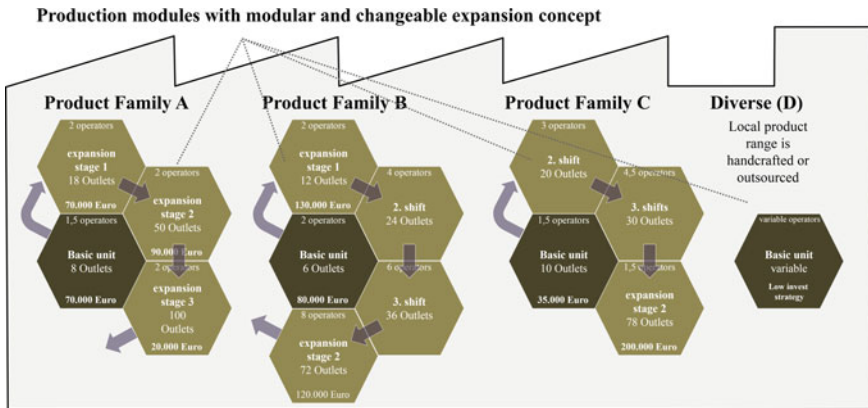 Production modules with modular and changeable expansion concept
Product Family A
2 operators
expansion
stage 1
18 Outlets
70.000 Euro
2 operators
expansion
stage 2
50 Outlets
90.000 Euro
1,5 operators
Basic unit
8 Outlets
70.000 Euro
2 operators
expansion
stage 3
100
Outlets
20.000 Euro
Product Family B
2 operators
expansion
stage 1
12 Outlets
130.000 Euro
4 operators
2. shift
24 Outlets
2 operators
Basic unit
6 Outlets
80.000 Euro
6 operators
3. shift
36 Outlets
8 operators
expansion
stage 2
72 Outlets
120.000 Euro
Product Family C
3 operators
2. shift
20 Outlets
4,5 operators
3. shifts
30 Outlets
1,5 operators
Basic unit
10 Outlets
35.000 Euro
1,5 operators
expansion
stage 2
78 Outlets
200.000 Euro
Diverse (D)
Local product
range is
handcrafted or
outsourced
variable operators
Basic unit
variable
Low invest
strategy